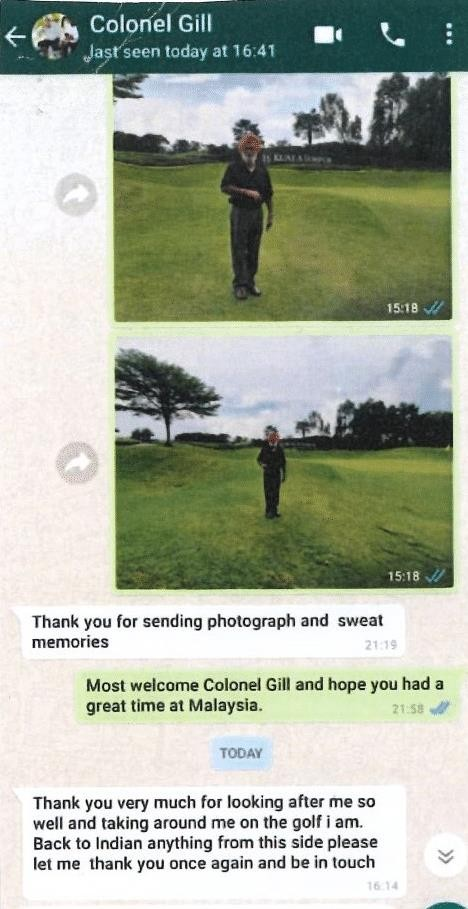 Colonel Gill
last seen today at 16:41
KUALA LUMPUR
15:18
15:18
Thank you for sending photograph and sweat
memories
21:19
Most welcome Colonel Gill and hope you had a
great time at Malaysia.
21:58
TODAY
Thank you very much for looking after me so
well and taking around me on the golf i am.
Back to Indian anything from this side please
let me thank you once again and be in touch
16:14